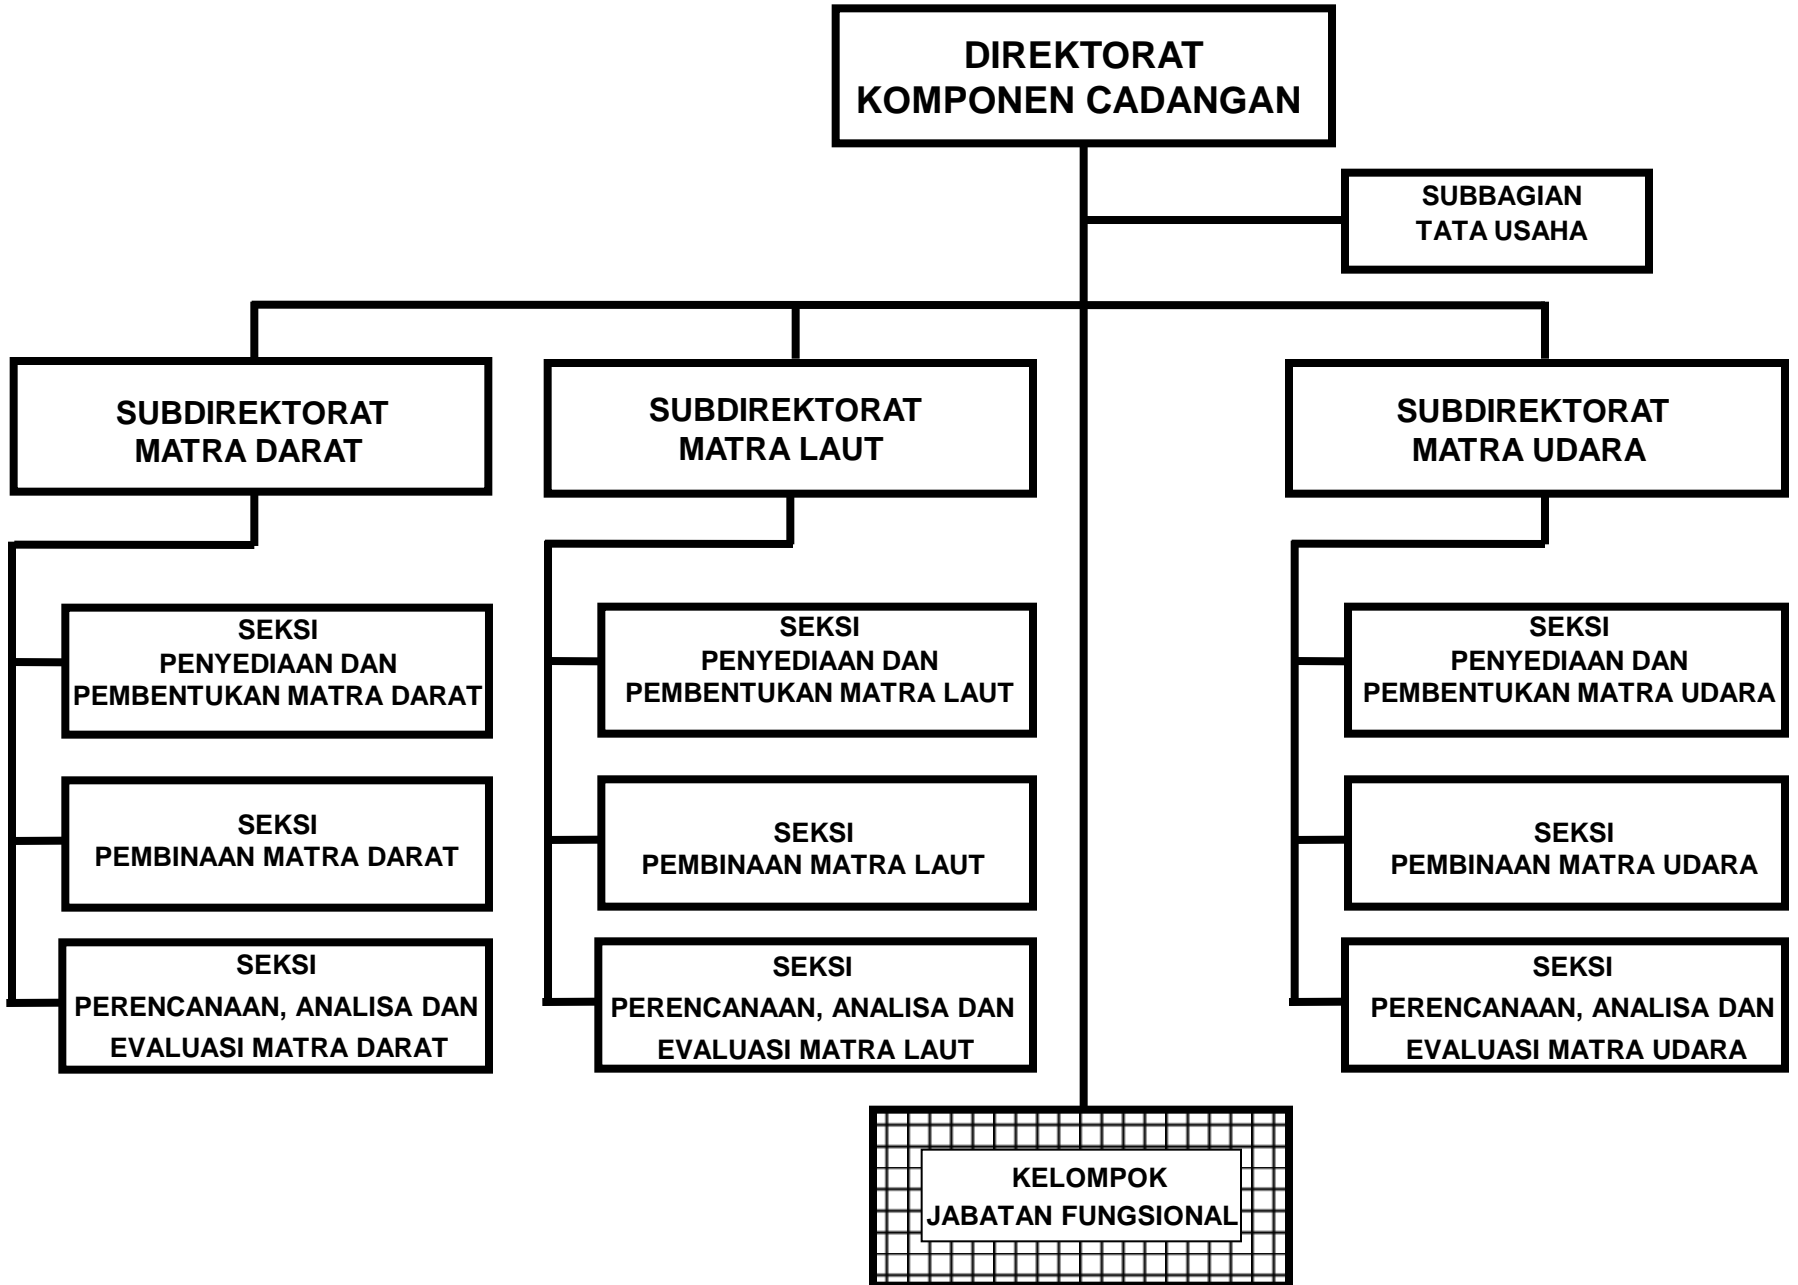 DIREKTORAT
KOMPONEN CADANGAN
SUBBAGIAN
TATA USAHA
SUBDIREKTORAT
MATRA DARAT
SUBDIREKTORAT
MATRA LAUT
SUBDIREKTORAT
MATRA UDARA
SEKSI
PENYEDIAAN DAN
PEMBENTUKAN MATRA DARAT
SEKSI
PENYEDIAAN DAN
PEMBENTUKAN MATRA LAUT
SEKSI
PENYEDIAAN DAN
PEMBENTUKAN MATRA UDARA
SEKSI
PEMBINAAN MATRA DARAT
SEKSI
PEMBINAAN MATRA LAUT
SEKSI
PEMBINAAN MATRA UDARA
SEKSI
PERENCANAAN, ANALISA DAN
EVALUASI MATRA DARAT
SEKSI
PERENCANAAN, ANALISA DAN
EVALUASI MATRA LAUT
SEKSI
PERENCANAAN, ANALISA DAN
EVALUASI MATRA UDARA
KELOMPOK
JABATAN FUNGSIONAL